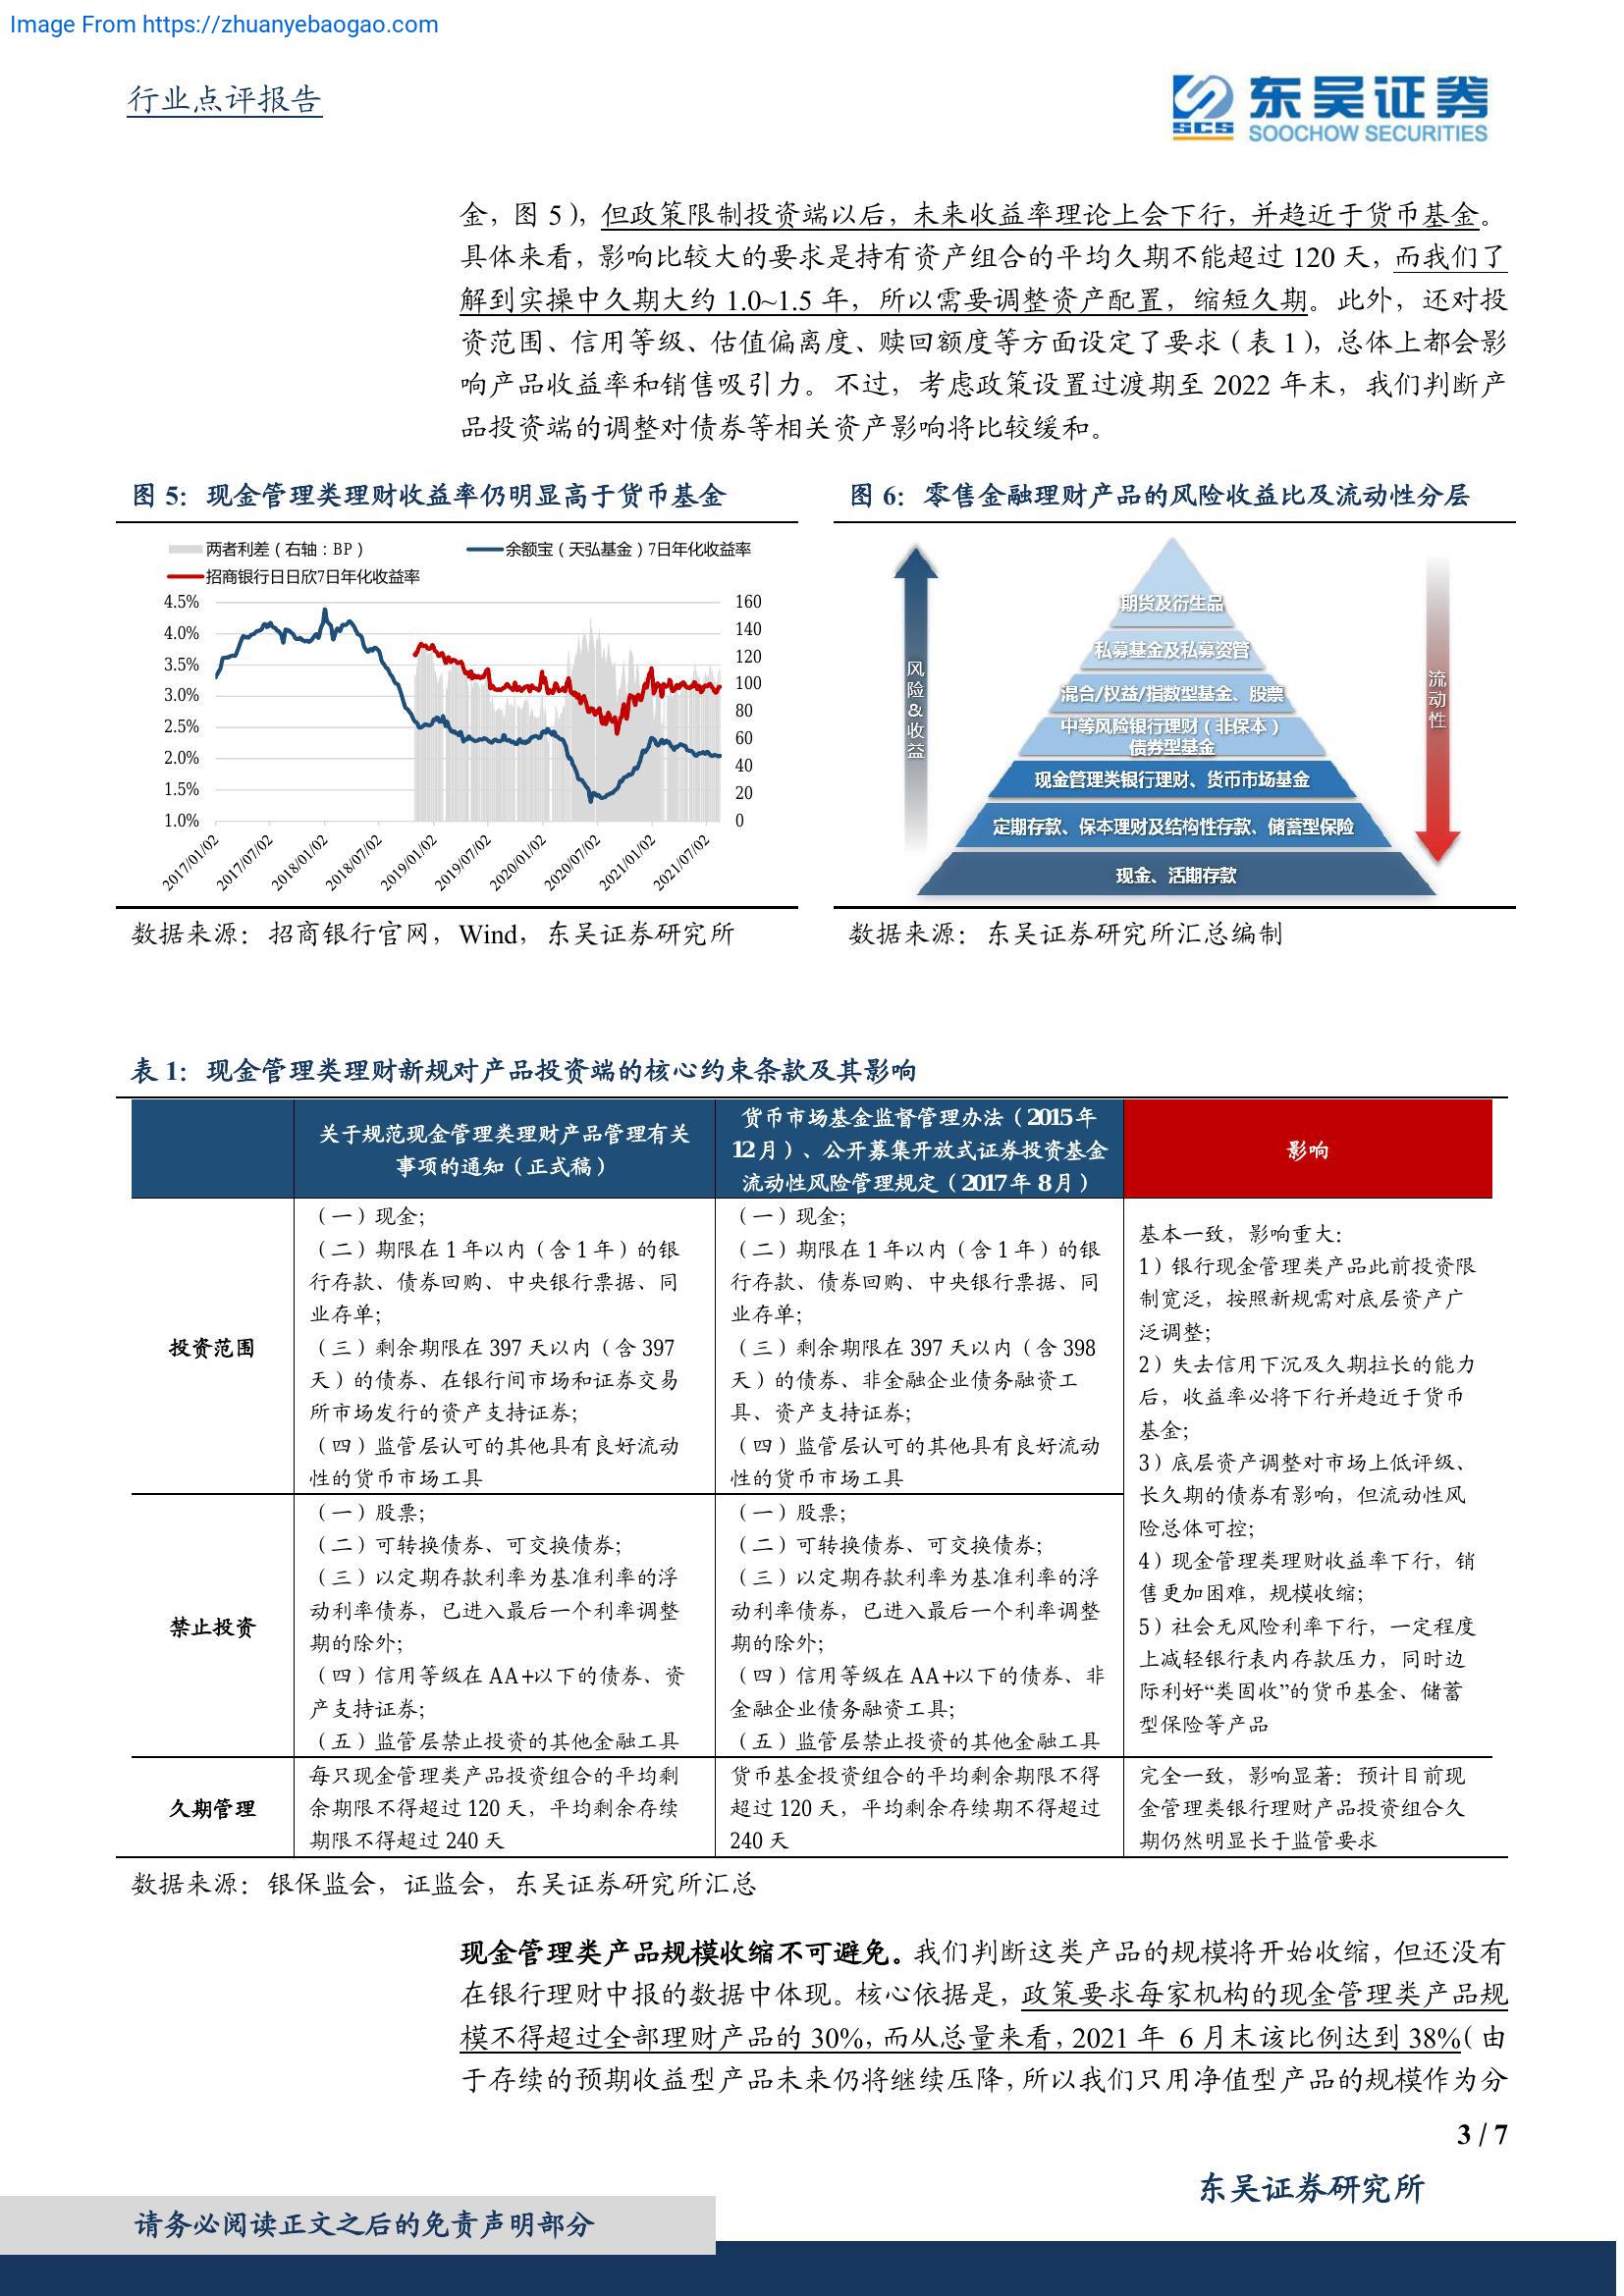 Image From https://zhuanyebaogao.com
行业点评报告
东吴证券
SCS
SOOCHOW SECURITIES
金，图 5），但政策限制投资端以后，未来收益率理论上会下行，并趋近于货币基金。
具体来看，影响比较大的要求是持有资产组合的平均久期不能超过 120 天，而我们了
解到实操中久期大约 1.0~1.5 年，所以需要调整资产配置，缩短久期。此外，还对投
资范围、信用等级、估值偏离度、赎回额度等方面设定了要求（表 1），总体上都会影
响产品收益率和销售吸引力。不过，考虑政策设置过渡期至 2022 年末，我们判断产
品投资端的调整对债券等相关资产影响将比较缓和。
图 5：现金管理类理财收益率仍明显高于货币基金
两者利差（右轴：BP）
余额宝（天弘基金）7日年化收益率
招商银行日日欣7日年化收益率
4.5%
4.0%
3.5%
3.0%
2.5%
2.0%
1.5%
1.0%
160
140
120
100
80
60
40
20
0
2017/01/02
2017/07/02
2018/01/02
2018/07/02
2019/01/02
2019/07/02
2020/01/02
2020/07/02
2021/01/02
2021/07/02
数据来源：招商银行官网，Wind，东吴证券研究所
图 6：零售金融理财产品的风险收益比及流动性分层
风险&收益
期货及衍生品
私募基金及私募资管
混合/权益/指数型基金、股票
中等风险银行理财（非保本）
债券型基金
现金管理类银行理财、货币市场基金
定期存款、保本理财及结构性存款、储蓄型保险
现金、活期存款
流动性
数据来源：东吴证券研究所汇总编制
表 1：现金管理类理财新规对产品投资端的核心约束条款及其影响
关于规范现金管理类理财产品管理有关
事项的通知（正式稿）
货币市场基金监督管理办法（2015年
12月）、公开募集开放式证券投资基金
流动性风险管理规定（2017年 8月）
影响
投资范围
（一）现金；
（二）期限在 1 年以内（含 1 年）的银
行存款、债券回购、中央银行票据、同
业存单；
（三）剩余期限在 397 天以内（含 397
天）的债券、在银行间市场和证券交易
所市场发行的资产支持证券；
（四）监管层认可的其他具有良好流动
性的货币市场工具
（一）现金；
（二）期限在 1 年以内（含 1 年）的银
行存款、债券回购、中央银行票据、同
业存单；
（三）剩余期限在 397 天以内（含 398
天）的债券、非金融企业债务融资工
具、资产支持证券；
（四）监管层认可的其他具有良好流动
性的货币市场工具
基本一致，影响重大：
1）银行现金管理类产品此前投资限
制宽泛，按照新规需对底层资产广
泛调整；
2）失去信用下沉及久期拉长的能力
后，收益率必将下行并趋近于货币
基金；
3）底层资产调整对市场上低评级、
长久期的债券有影响，但流动性风
险总体可控；
4）现金管理类理财收益率下行，销
售更加困难，规模收缩；
5）社会无风险利率下行，一定程度
上减轻银行表内存款压力，同时边
际利好“类固收”的货币基金、储蓄
型保险等产品
禁止投资
（一）股票；
（二）可转换债券、可交换债券；
（三）以定期存款利率为基准利率的浮
动利率债券，已进入最后一个利率调整
期的除外；
（四）信用等级在 AA+以下的债券、资
产支持证券；
（五）监管层禁止投资的其他金融工具
（一）股票；
（二）可转换债券、可交换债券；
（三）以定期存款利率为基准利率的浮
动利率债券，已进入最后一个利率调整
期的除外；
（四）信用等级在 AA+以下的债券、非
金融企业债务融资工具；
（五）监管层禁止投资的其他金融工具
久期管理
每只现金管理类产品投资组合的平均剩
余期限不得超过 120 天，平均剩余存续
期限不得超过 240 天
货币基金投资组合的平均剩余期限不得
超过 120 天，平均剩余存续期不得超过
240 天
完全一致，影响显著：预计目前现
金管理类银行理财产品投资组合久
期仍然明显长于监管要求
数据来源：银保监会，证监会，东吴证券研究所汇总
现金管理类产品规模收缩不可避免。我们判断这类产品的规模将开始收缩，但还没有
在银行理财中报的数据中体现。核心依据是，政策要求每家机构的现金管理类产品规
模不得超过全部理财产品的 30%，而从总量来看，2021 年 6 月末该比例达到 38%（由
于存续的预期收益型产品未来仍将继续压降，所以我们只用净值型产品的规模作为分
3 / 7
东吴证券研究所
请务必阅读正文之后的免责声明部分